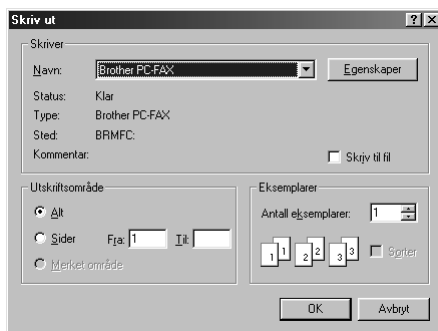 Skriv ut
Skriver
Navn: Brother PC-FAX Egenskaper
Status: Klar
Type: Brother PC-FAX
Sted: BRMFC:
Kommentar: Skriv til fil
Utskriftsområde
Alt
Sider Fra: 1 Til:
Merket område
Eksemplarer
Antall eksemplarer: 1
1 1 2 2 3 3 Sorter
OK Avbryt